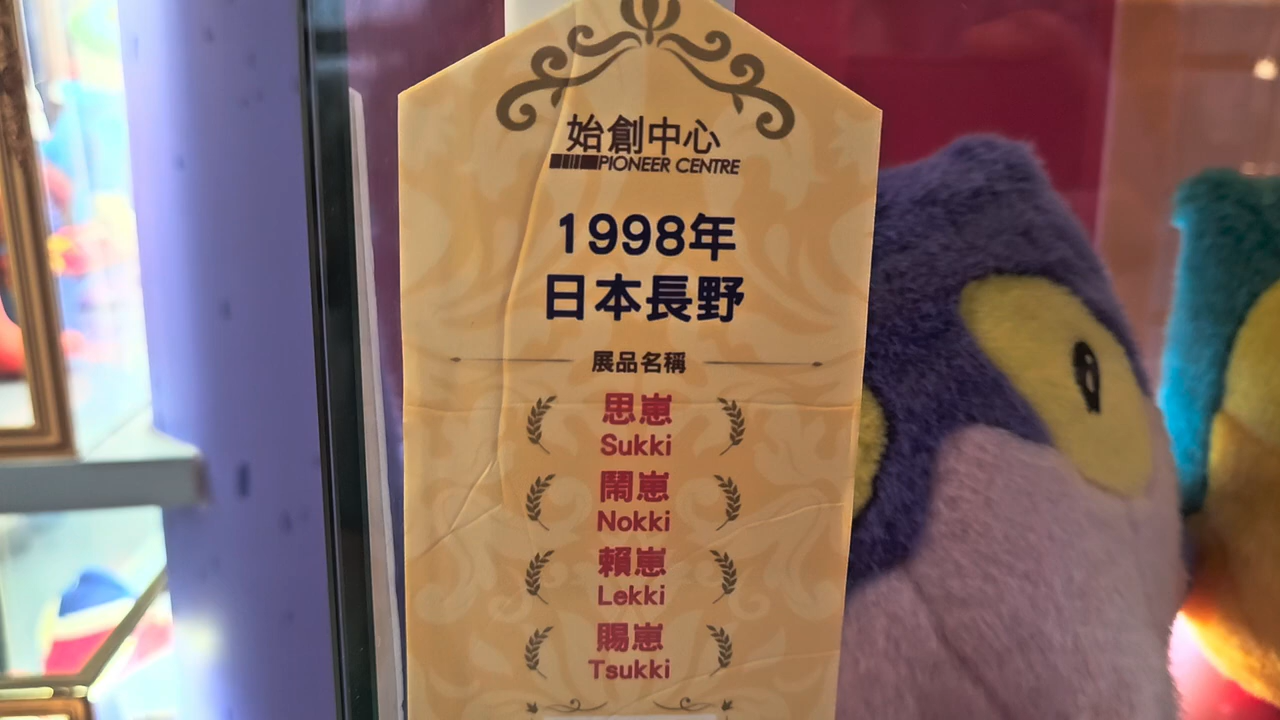 始創中心
PIONEER CENTRE
1998年
日本長野
展品名稱
思崽
Sukki
鬧崽
Nokki
賴崽
Lekki
賜崽
Tsukki